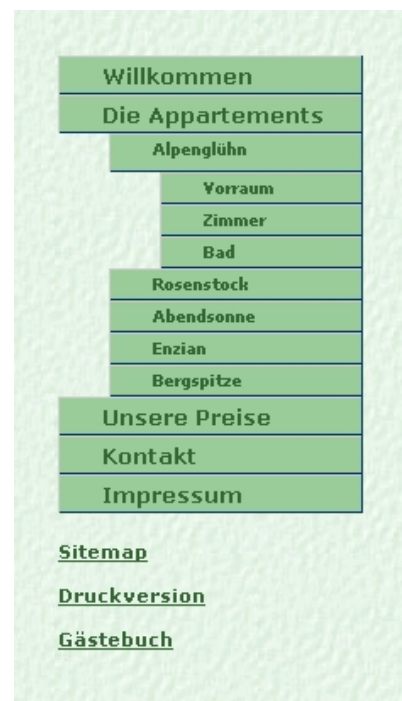 Willkommen
Die Appartements
Alpenglühn
Vorraum
Zimmer
Bad
Rosenstock
Abendsonne
Enzian
Bergspitze
Unsere Preise
Kontakt
Impressum
Sitemap
Druckversion
Gästebuch